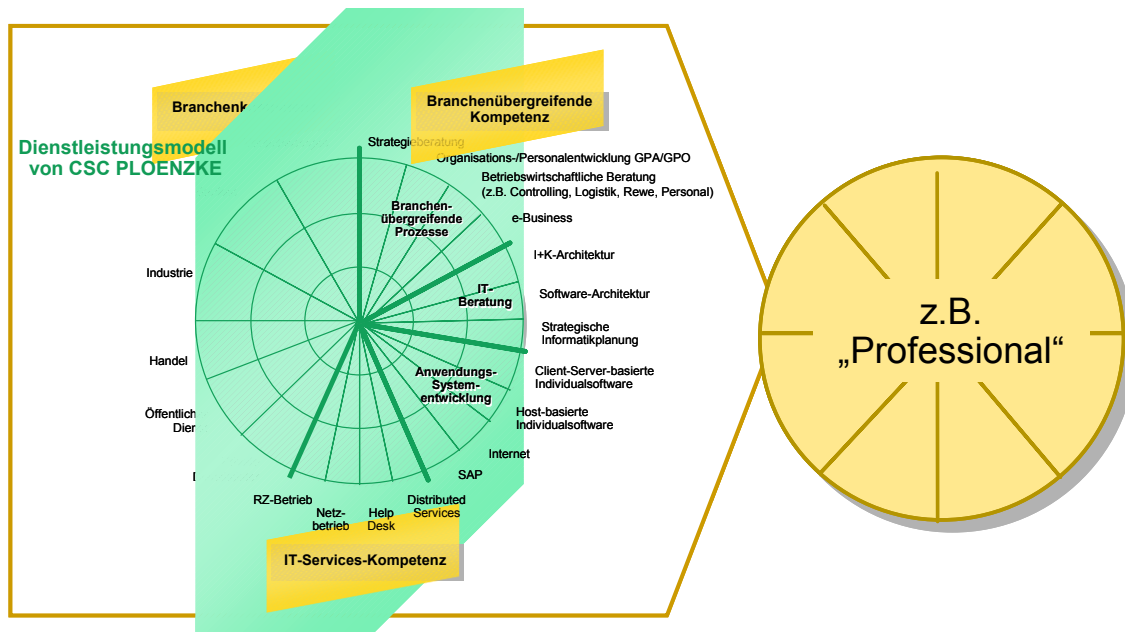 Branchenübergreifende
Kompetenz
Dienstleistungsmodell
von CSC PLOENZKE
Strategieberatung
Organisations-/Personalentwicklung GPA/GPO
Betriebswirtschaftliche Beratung
(z.B. Controlling, Logistik, Rewe, Personal)
e-Business
I+K-Architektur
Software-Architektur
Strategische
Informatikplanung
Client-Server-basierte
Individualsoftware
Host-basierte
Individualsoftware
Internet
SAP
Distributed
Services
Help
Desk
Netz-
betrieb
RZ-Betrieb
Industrie
Handel
Branchen-
übergreifende
Prozesse
IT-
Beratung
Anwendungs-
System-
entwicklung
IT-Services-Kompetenz
z.B.
„Professional“